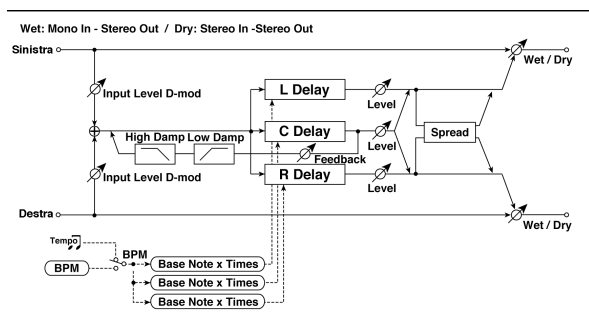 Wet: Mono In - Stereo Out / Dry: Stereo In -Stereo Out
Sinistra
Wet / Dry
Input Level D-mod
L Delay
Level
High Damp Low Damp
C Delay
Level
Spread
Feedback
Input Level D-mod
R Delay
Level
Destra
Wet / Dry
Tempo
BPM
BPM
Base Note x Times
Base Note x Times
Base Note x Times